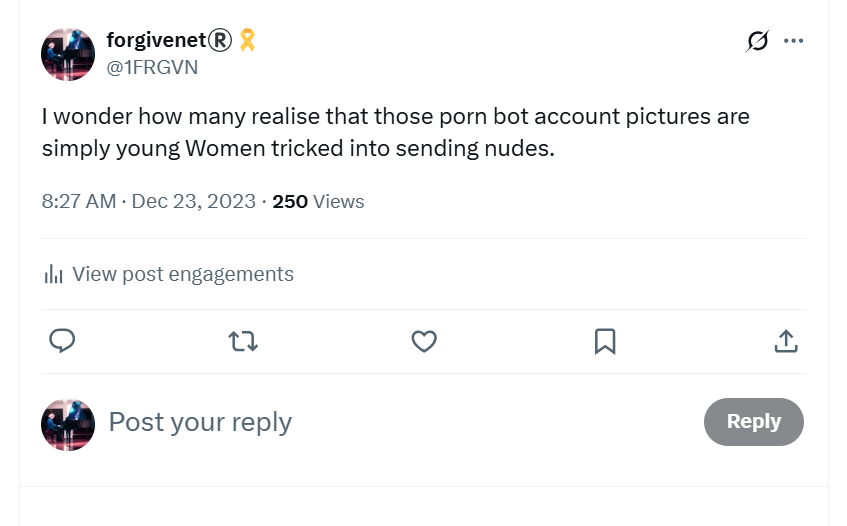 forgivenet®🎗
@1FRGVN
I wonder how many realise that those porn bot account pictures are
simply young Women tricked into sending nudes.
8:27 AM · Dec 23, 2023 · 250 Views
View post engagements
Post your reply
Reply